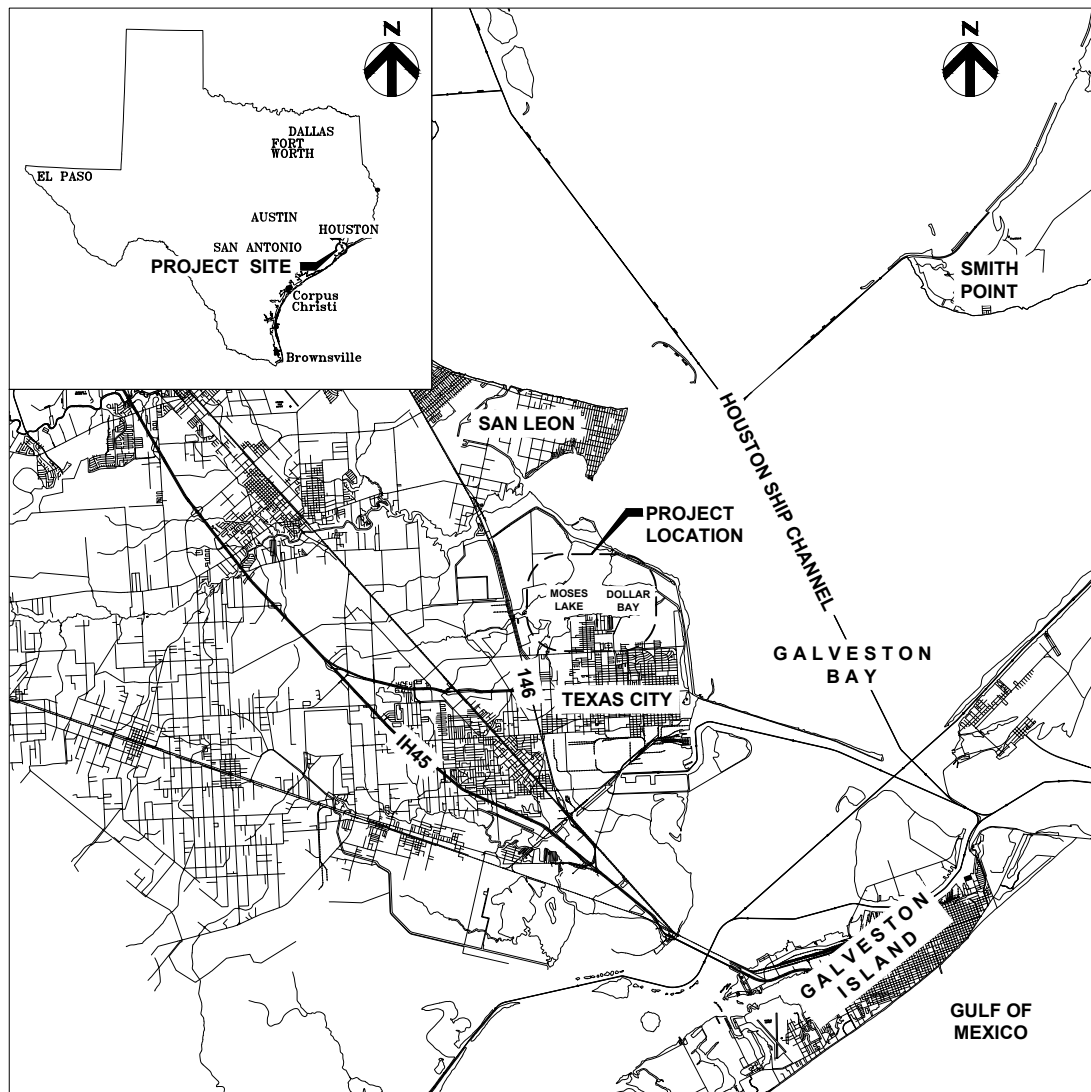 N
N
DALLAS
FORT
WORTH
EL PASO
AUSTIN
HOUSTON
SAN ANTONIO
PROJECT SITE
Corpus
Christi
Brownsville
SMITH
POINT
HOUSTON SHIP CHANNEL
SAN LEON
PROJECT
LOCATION
MOSES
LAKE
DOLLAR
BAY
GALVESTON
BAY
146
TEXAS CITY
IH45
GALVESTON
ISLAND
GULF OF
MEXICO